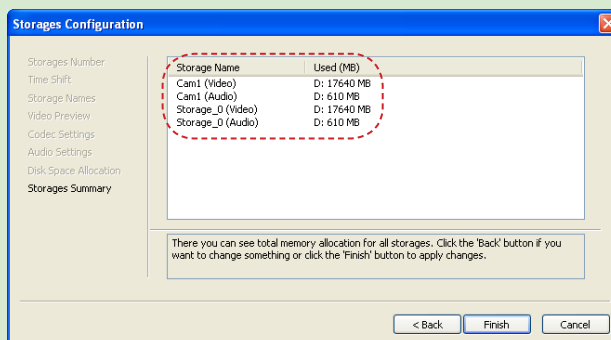 Storages Configuration
Storages Number
Time Shift
Storage Names
Video Preview
Codec Settings
Audio Settings
Disk Space Allocation
Storages Summary
Storage Name Used (MB)
Cam1 (Video) D: 17640 MB
Cam1 (Audio) D: 610 MB
Storage_0 (Video) D: 17640 MB
Storage_0 (Audio) D: 610 MB
There you can see total memory allocation for all storages. Click the 'Back' button if you
want to change something or click the 'Finish' button to apply changes.
< Back Finish Cancel